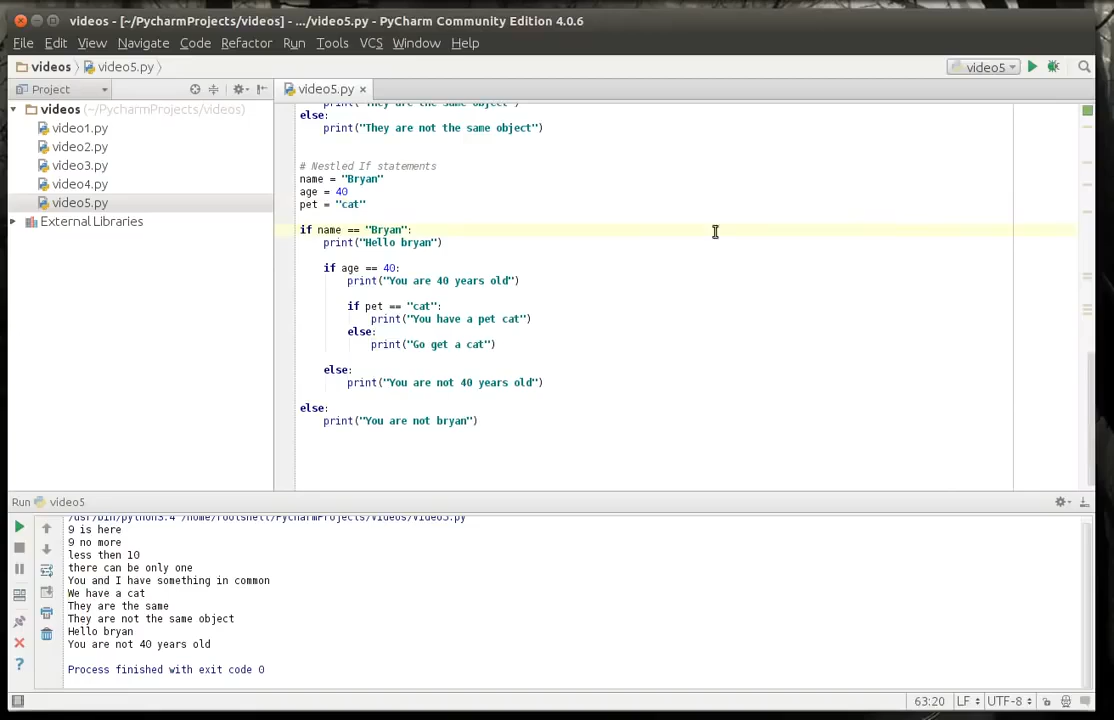 videos - [~/PycharmProjects/videos] - .../video5.py - PyCharm Community Edition 4.0.6
File Edit View Navigate Code Refactor Run Tools VCS Window Help
videos video5.py video5
Project video5.py
videos (~/PycharmProjects/videos)
video1.py
video2.py
video3.py
video4.py
video5.py
External Libraries
print("They are the same object")
else:
print("They are not the same object")
# Nestled If statements
name = "Bryan"
age = 40
pet = "cat"
if name == "Bryan":
print("Hello bryan")
if age == 40:
print("You are 40 years old")
if pet == "cat":
print("You have a pet cat")
else:
print("Go get a cat")
else:
print("You are not 40 years old")
else:
print("You are not bryan")
Run video5
/usr/bin/python3.4 /home/rootshell/PycharmProjects/videos/video5.py
9 is here
9 no more
less then 10
there can be only one
You and I have something in common
We have a cat
They are the same
They are not the same object
Hello bryan
You are not 40 years old
Process finished with exit code 0
63:20 LF UTF-8